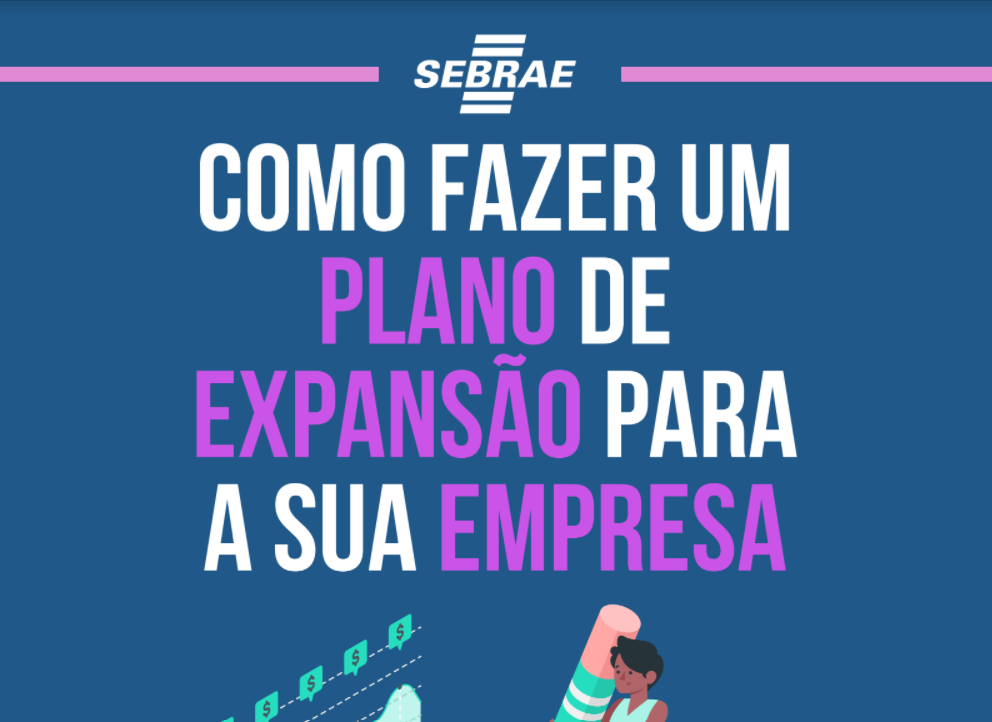 SEBRAE
COMO FAZER UM
PLANO DE
EXPANSÃO PARA
A SUA EMPRESA
$
$
$
$